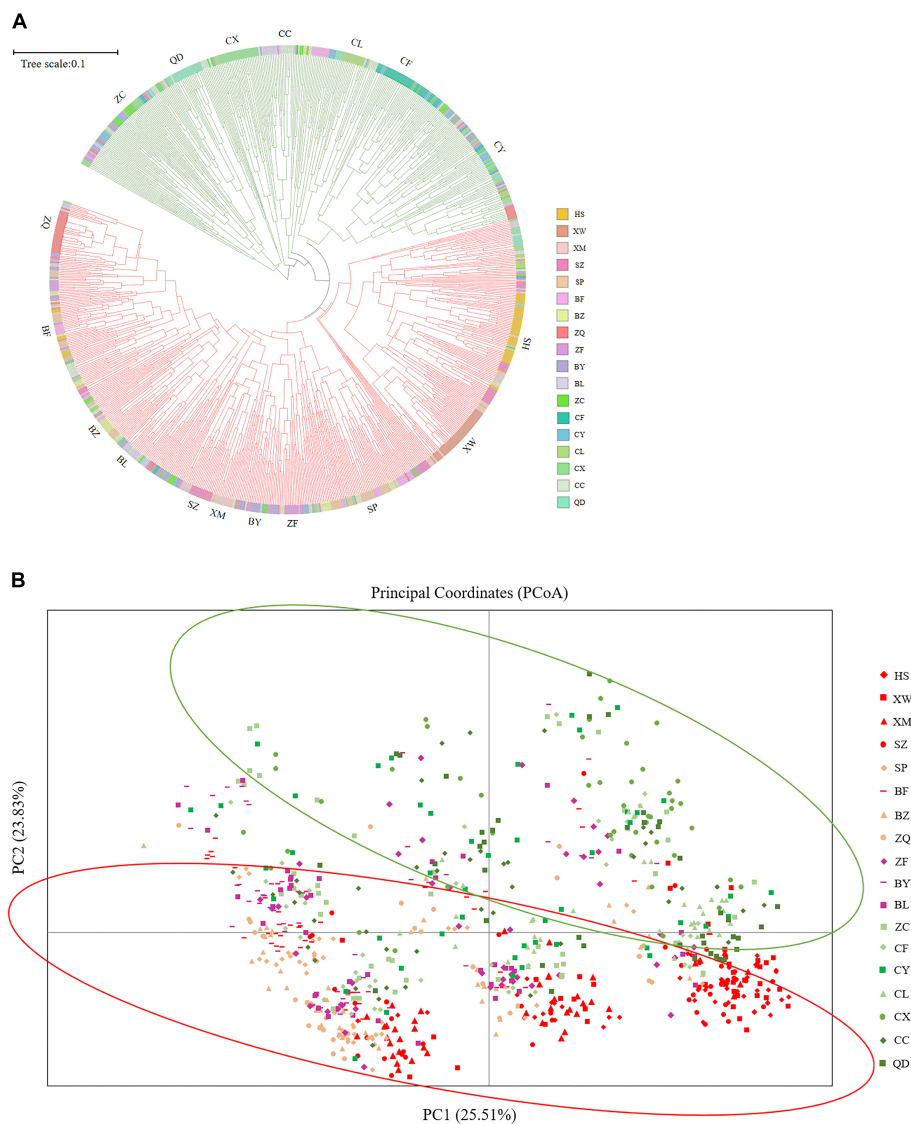 A
Tree scale:0.1
ZC
QD
CX
CC
CL
CF
CY
HS
XW
SP
ZF
BY
XM
SZ
BL
BZ
BF
ZQ
HS
XW
XM
SZ
SP
BF
BZ
ZQ
ZF
BY
BL
ZC
CF
CY
CL
CX
CC
QD
B
Principal Coordinates (PCoA)
PC2 (23.83%)
PC1 (25.51%)
HS
XW
XM
SZ
SP
BF
BZ
ZQ
ZF
BY
BL
ZC
CF
CY
CL
CX
CC
QD